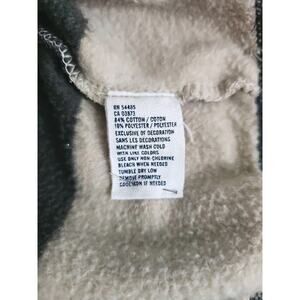 RN 54485
CA 03873
84% COTTON / COTON
16% POLYESTER / POLYESTER
EXCLUSIVE OF DECORATION
SANS LES DECORATIONS
MACHINE WASH COLD
WITH LIKE COLORS
USE ONLY NON-CHLORINE
BLEACH WHEN NEEDED
TUMBLE DRY LOW
REMOVE PROMPTLY
COOL IRON IF NEEDED